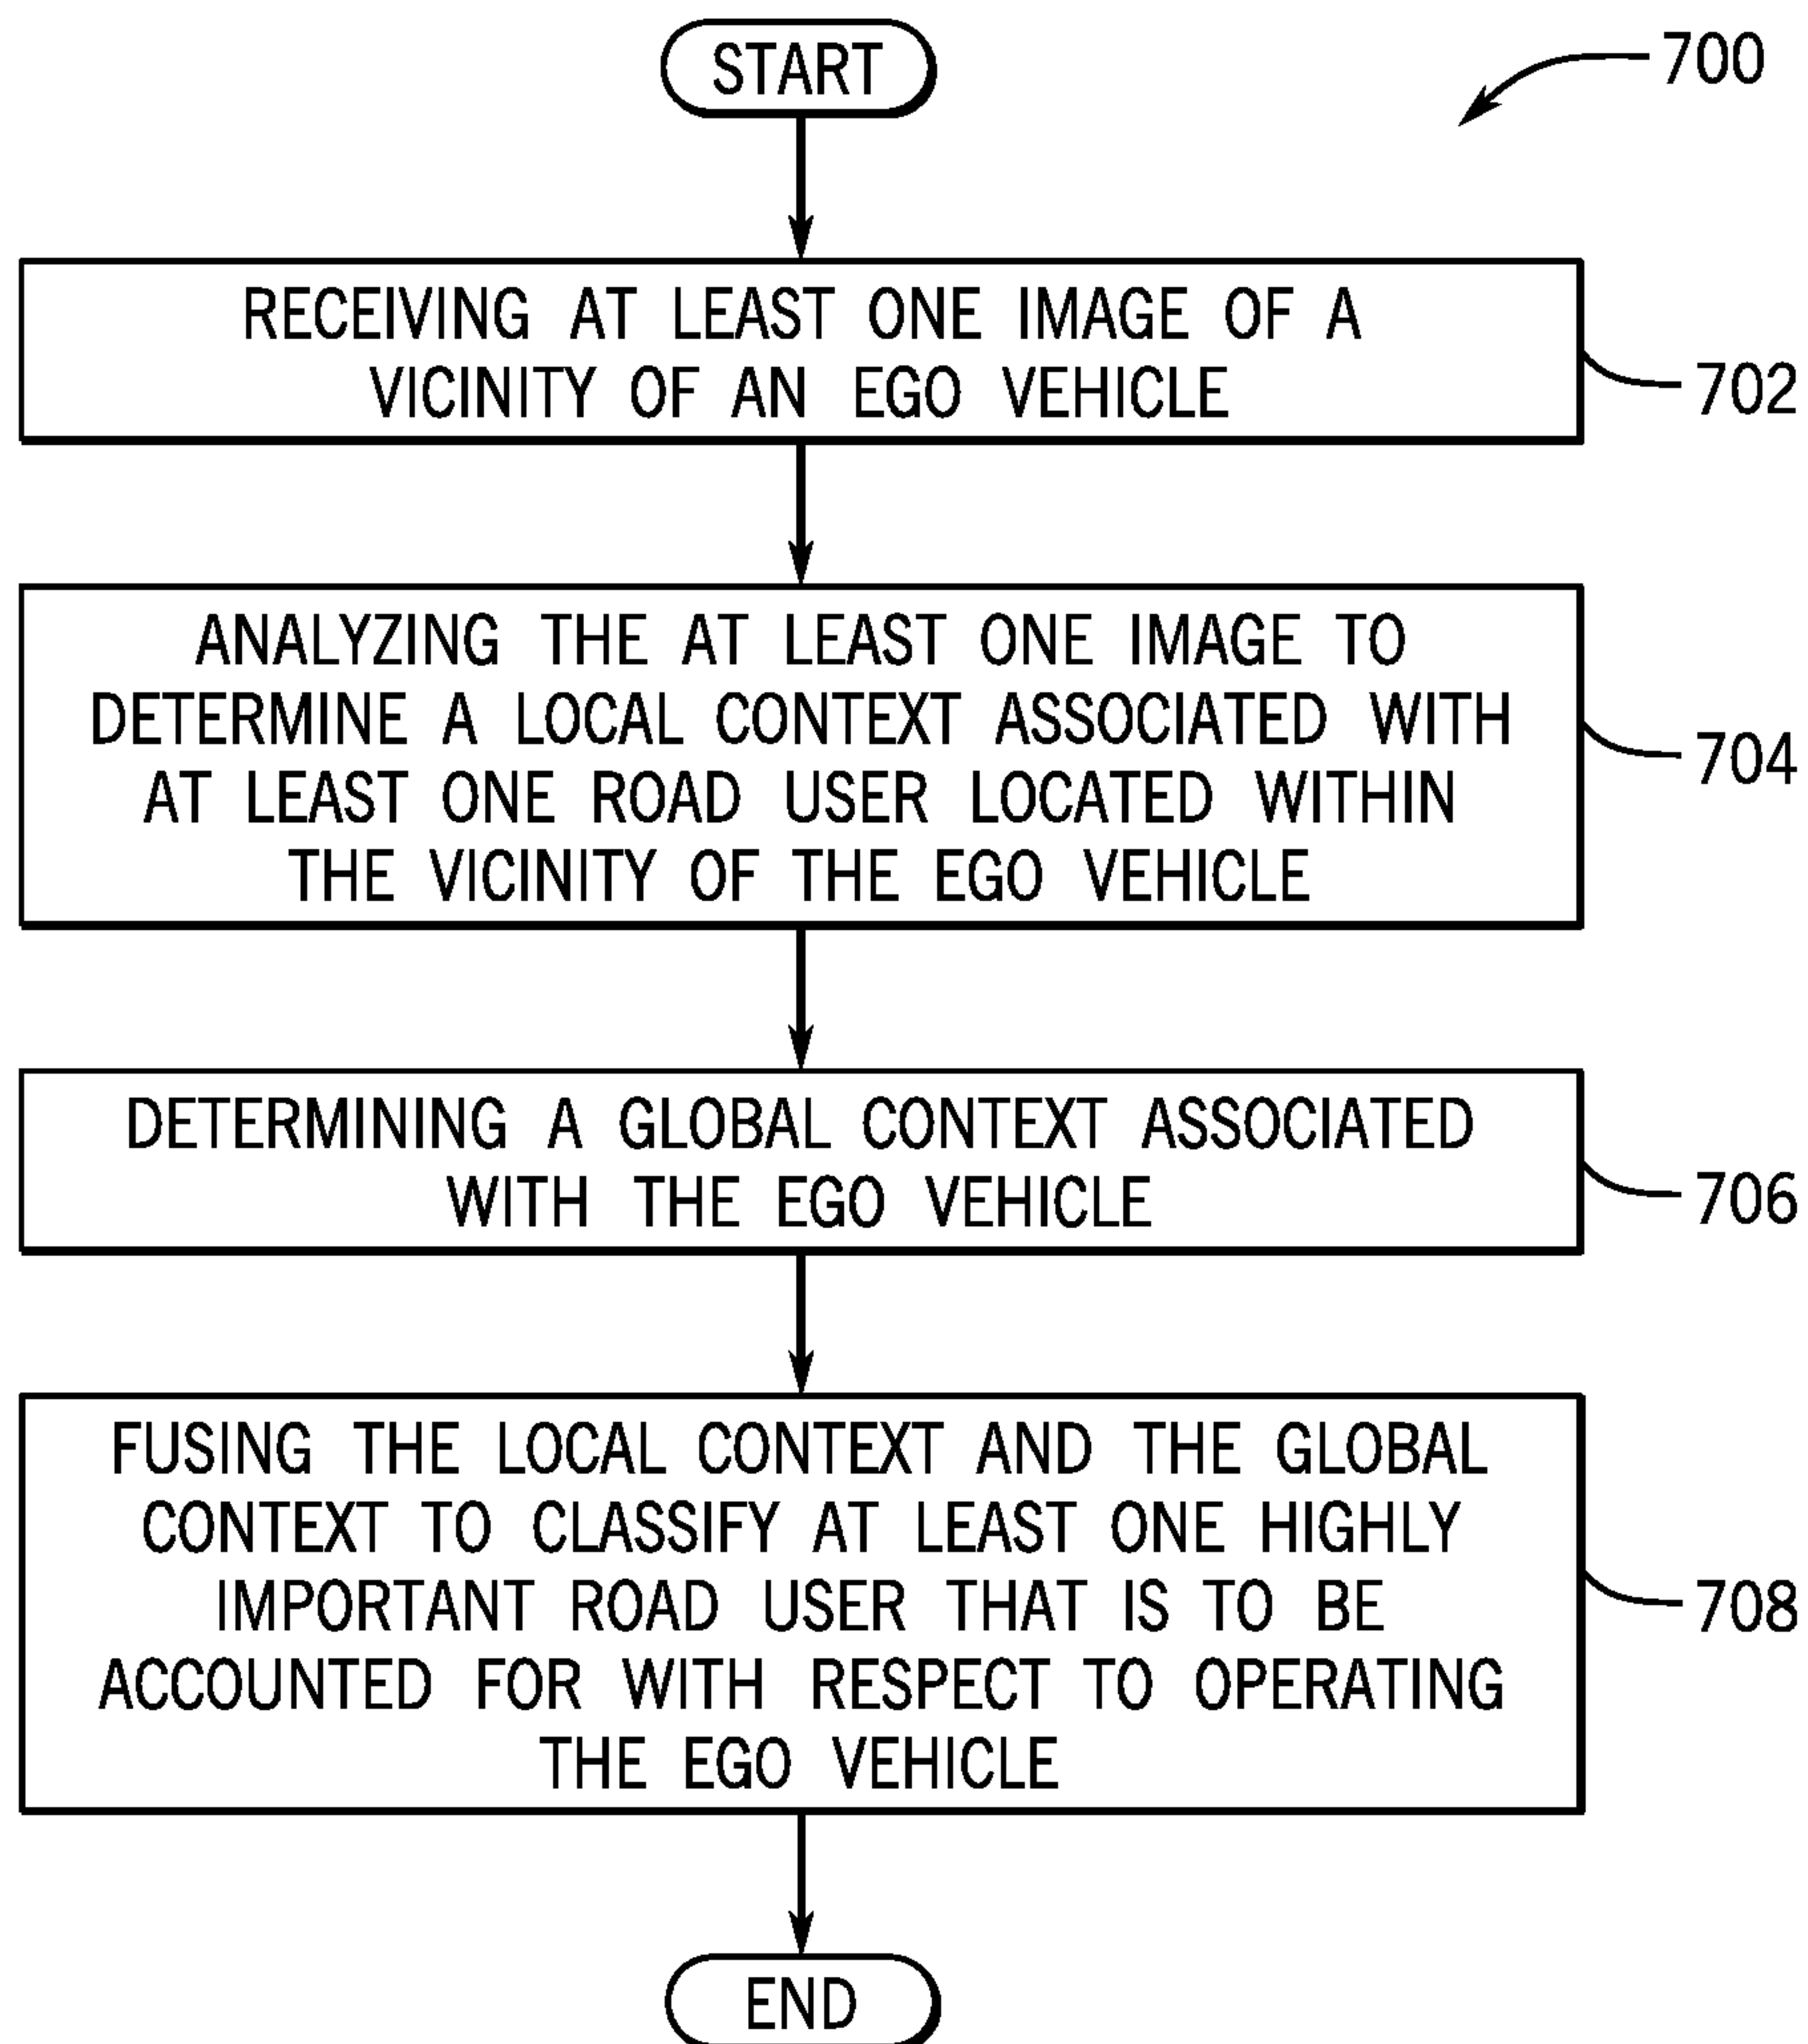 START
700
RECEIVING AT LEAST ONE IMAGE OF A
VICINITY OF AN EGO VEHICLE
702
ANALYZING THE AT LEAST ONE IMAGE TO
DETERMINE A LOCAL CONTEXT ASSOCIATED WITH
AT LEAST ONE ROAD USER LOCATED WITHIN
THE VICINITY OF THE EGO VEHICLE
704
DETERMINING A GLOBAL CONTEXT ASSOCIATED
WITH THE EGO VEHICLE
706
FUSING THE LOCAL CONTEXT AND THE GLOBAL
CONTEXT TO CLASSIFY AT LEAST ONE HIGHLY
IMPORTANT ROAD USER THAT IS TO BE
ACCOUNTED FOR WITH RESPECT TO OPERATING
THE EGO VEHICLE
708
END